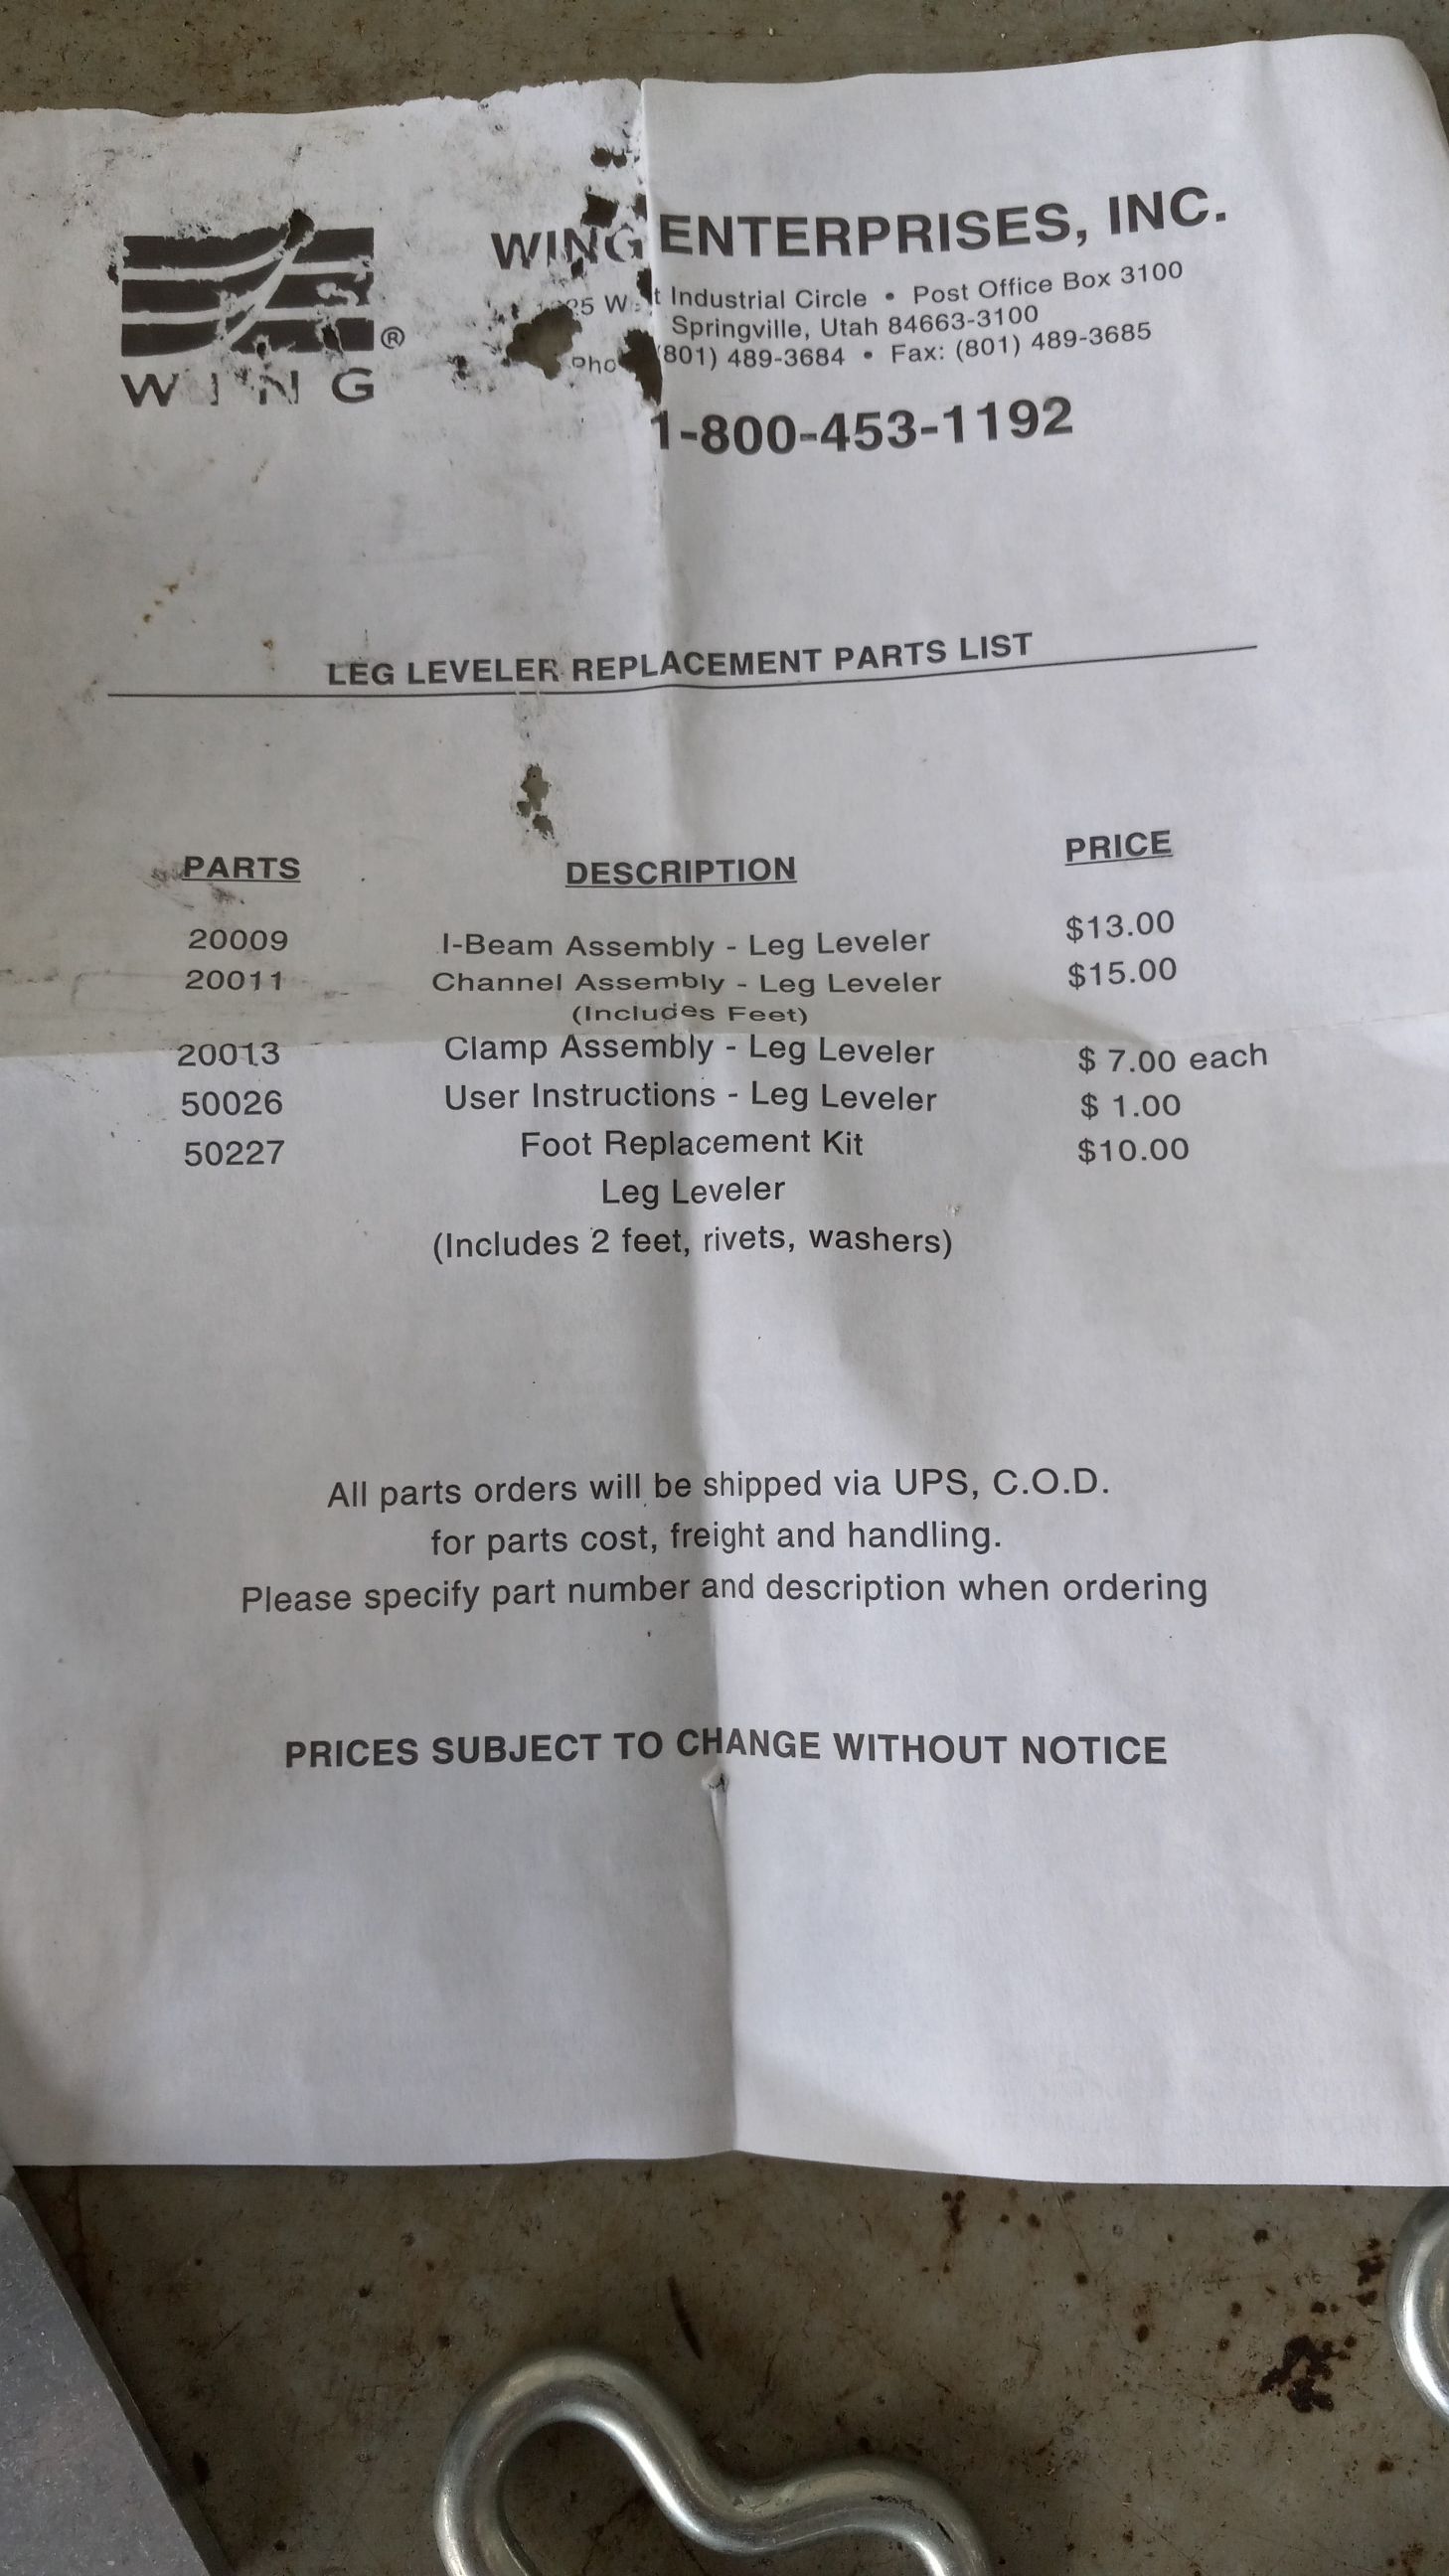 WING ENTERPRISES, INC.
25 W t Industrial Circle • Post Office Box 3100
Springville, Utah 84663-3100
Pho (801) 489-3684 • Fax: (801) 489-3685
1-800-453-1192
®
WING
LEG LEVELER REPLACEMENT PARTS LIST
PARTS DESCRIPTION PRICE
20009 I-Beam Assembly - Leg Leveler $13.00
20011 Channel Assembly - Leg Leveler $15.00
(Includes Feet)
20013 Clamp Assembly - Leg Leveler $ 7.00 each
50026 User Instructions - Leg Leveler $ 1.00
50227 Foot Replacement Kit $10.00
Leg Leveler
(Includes 2 feet, rivets, washers)
All parts orders will be shipped via UPS, C.O.D.
for parts cost, freight and handling.
Please specify part number and description when ordering
PRICES SUBJECT TO CHANGE WITHOUT NOTICE